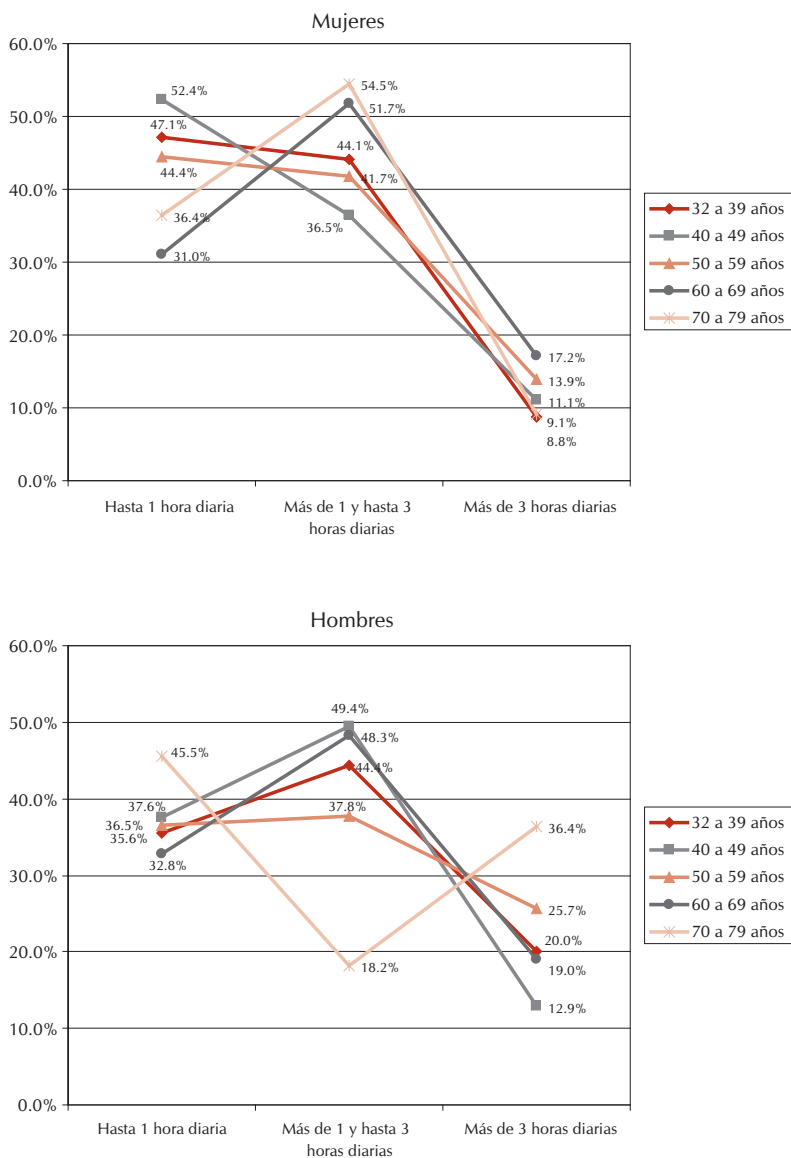 Mujeres
60.0%
50.0%
40.0%
30.0%
20.0%
10.0%
0.0%
52.4%
47.1%
44.4%
36.4%
31.0%
54.5%
51.7%
44.1%
41.7%
36.5%
17.2%
13.9%
11.1%
9.1%
8.8%
Hasta 1 hora diaria
Más de 1 y hasta 3
horas diarias
Más de 3 horas diarias
32 a 39 años
40 a 49 años
50 a 59 años
60 a 69 años
70 a 79 años
Hombres
60.0%
50.0%
40.0%
30.0%
20.0%
10.0%
0.0%
45.5%
37.6%
36.5%
35.6%
32.8%
49.4%
48.3%
44.4%
37.8%
18.2%
36.4%
25.7%
20.0%
19.0%
12.9%
Hasta 1 hora diaria
Más de 1 y hasta 3
horas diarias
Más de 3 horas diarias
32 a 39 años
40 a 49 años
50 a 59 años
60 a 69 años
70 a 79 años